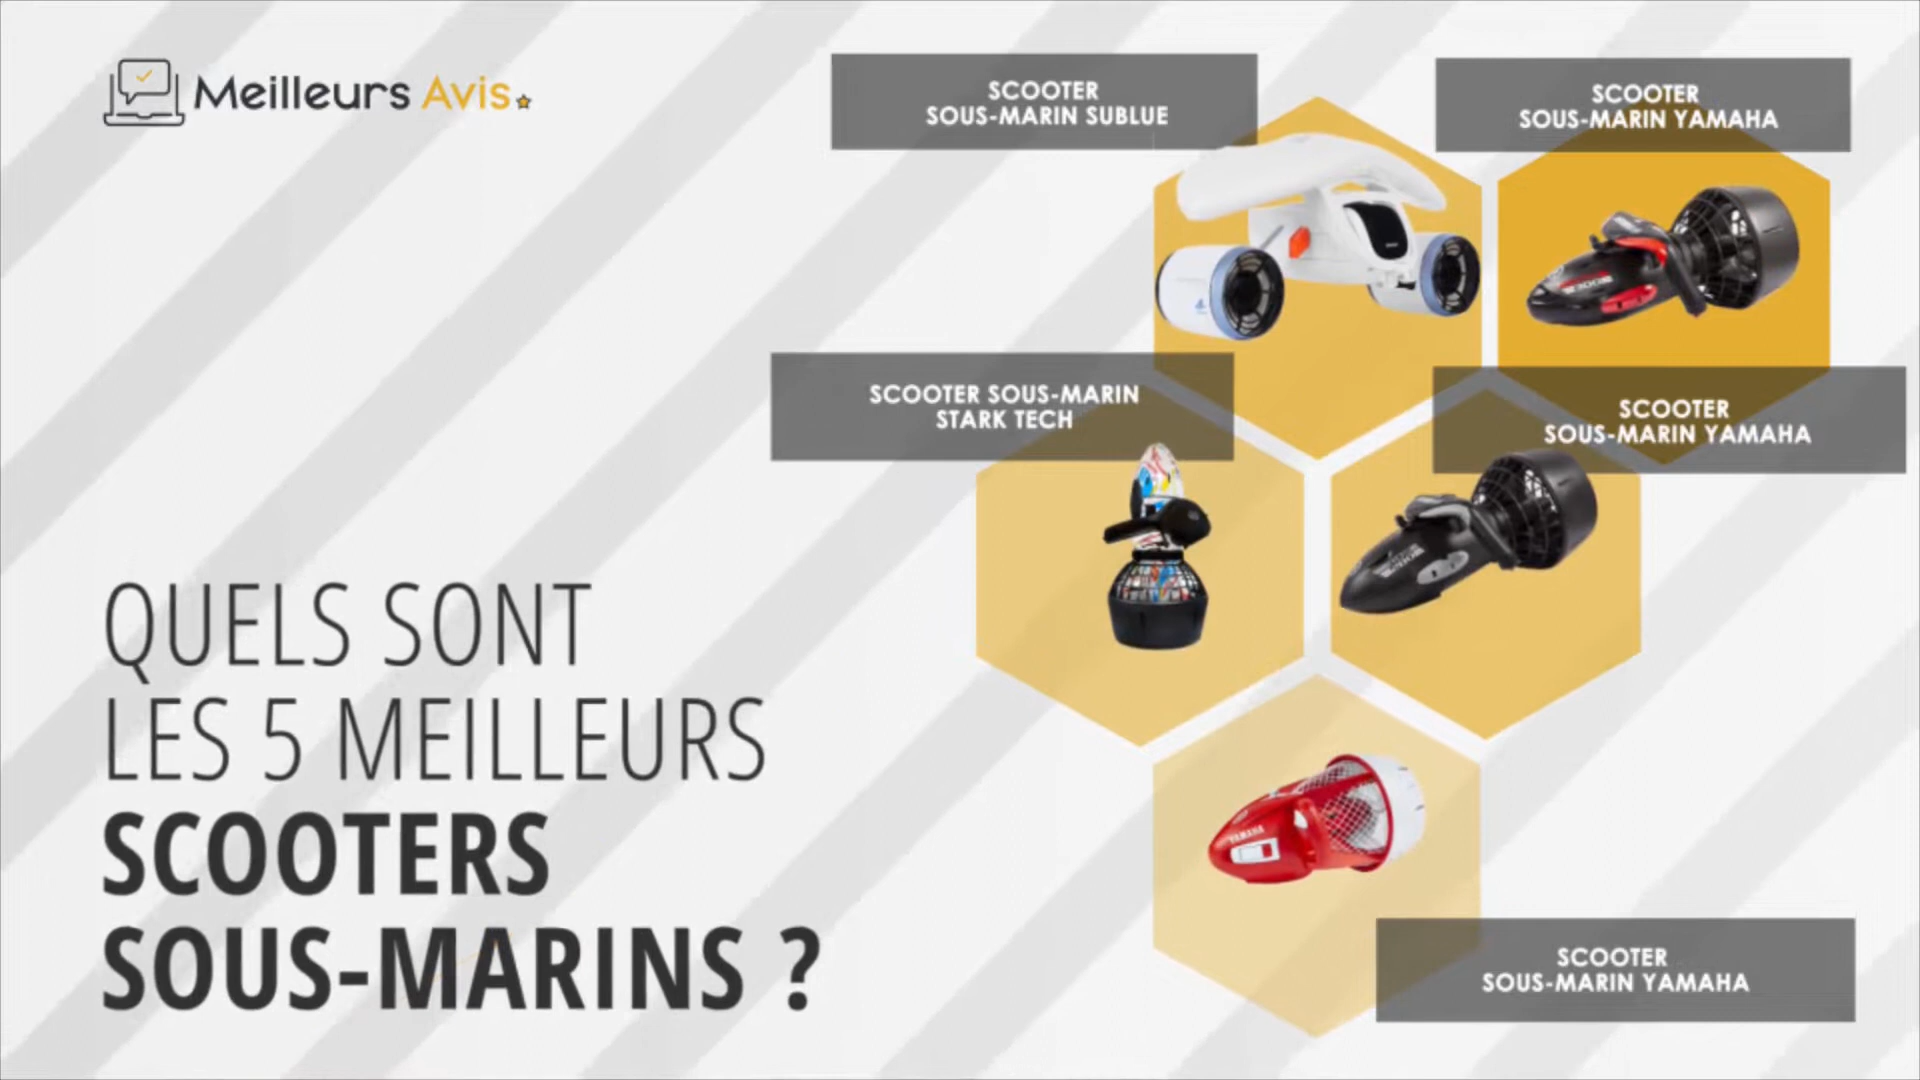 Meilleurs Avis
SCOOTER
SOUS-MARIN SUBLUE
SCOOTER
SOUS-MARIN YAMAHA
SCOOTER SOUS-MARIN
STARK TECH
SCOOTER
SOUS-MARIN YAMAHA
QUELS SONT
LES 5 MEILLEURS
SCOOTERS
SOUS-MARINS ?
YAMAHA
SCOOTER
SOUS-MARIN YAMAHA